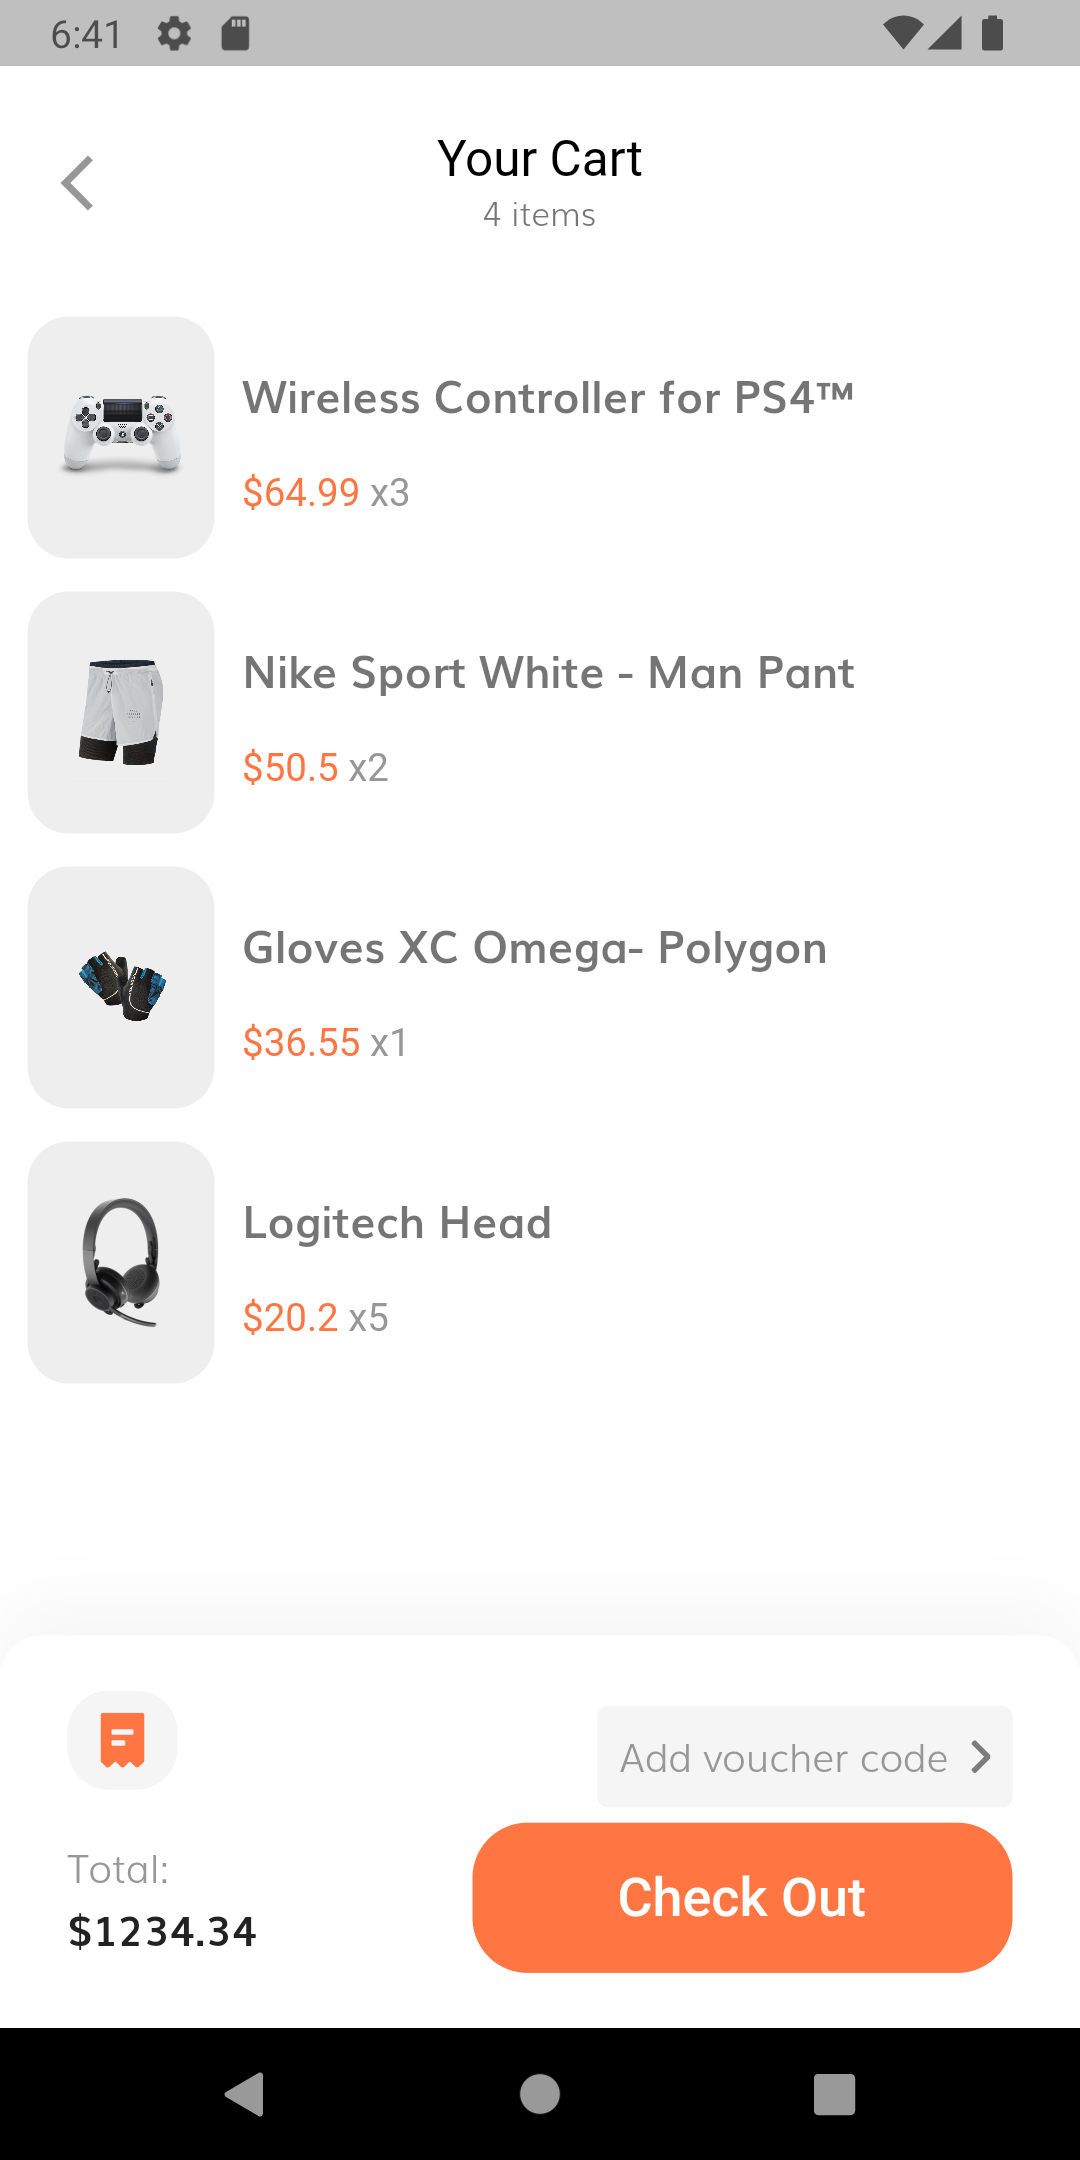 6:41
Your Cart
4 items
Wireless Controller for PS4™
$64.99 x3
Nike Sport White - Man Pant
$50.5 x2
Gloves XC Omega- Polygon
$36.55 x1
Logitech Head
$20.2 x5
Add voucher code
Total:
$1234.34
Check Out